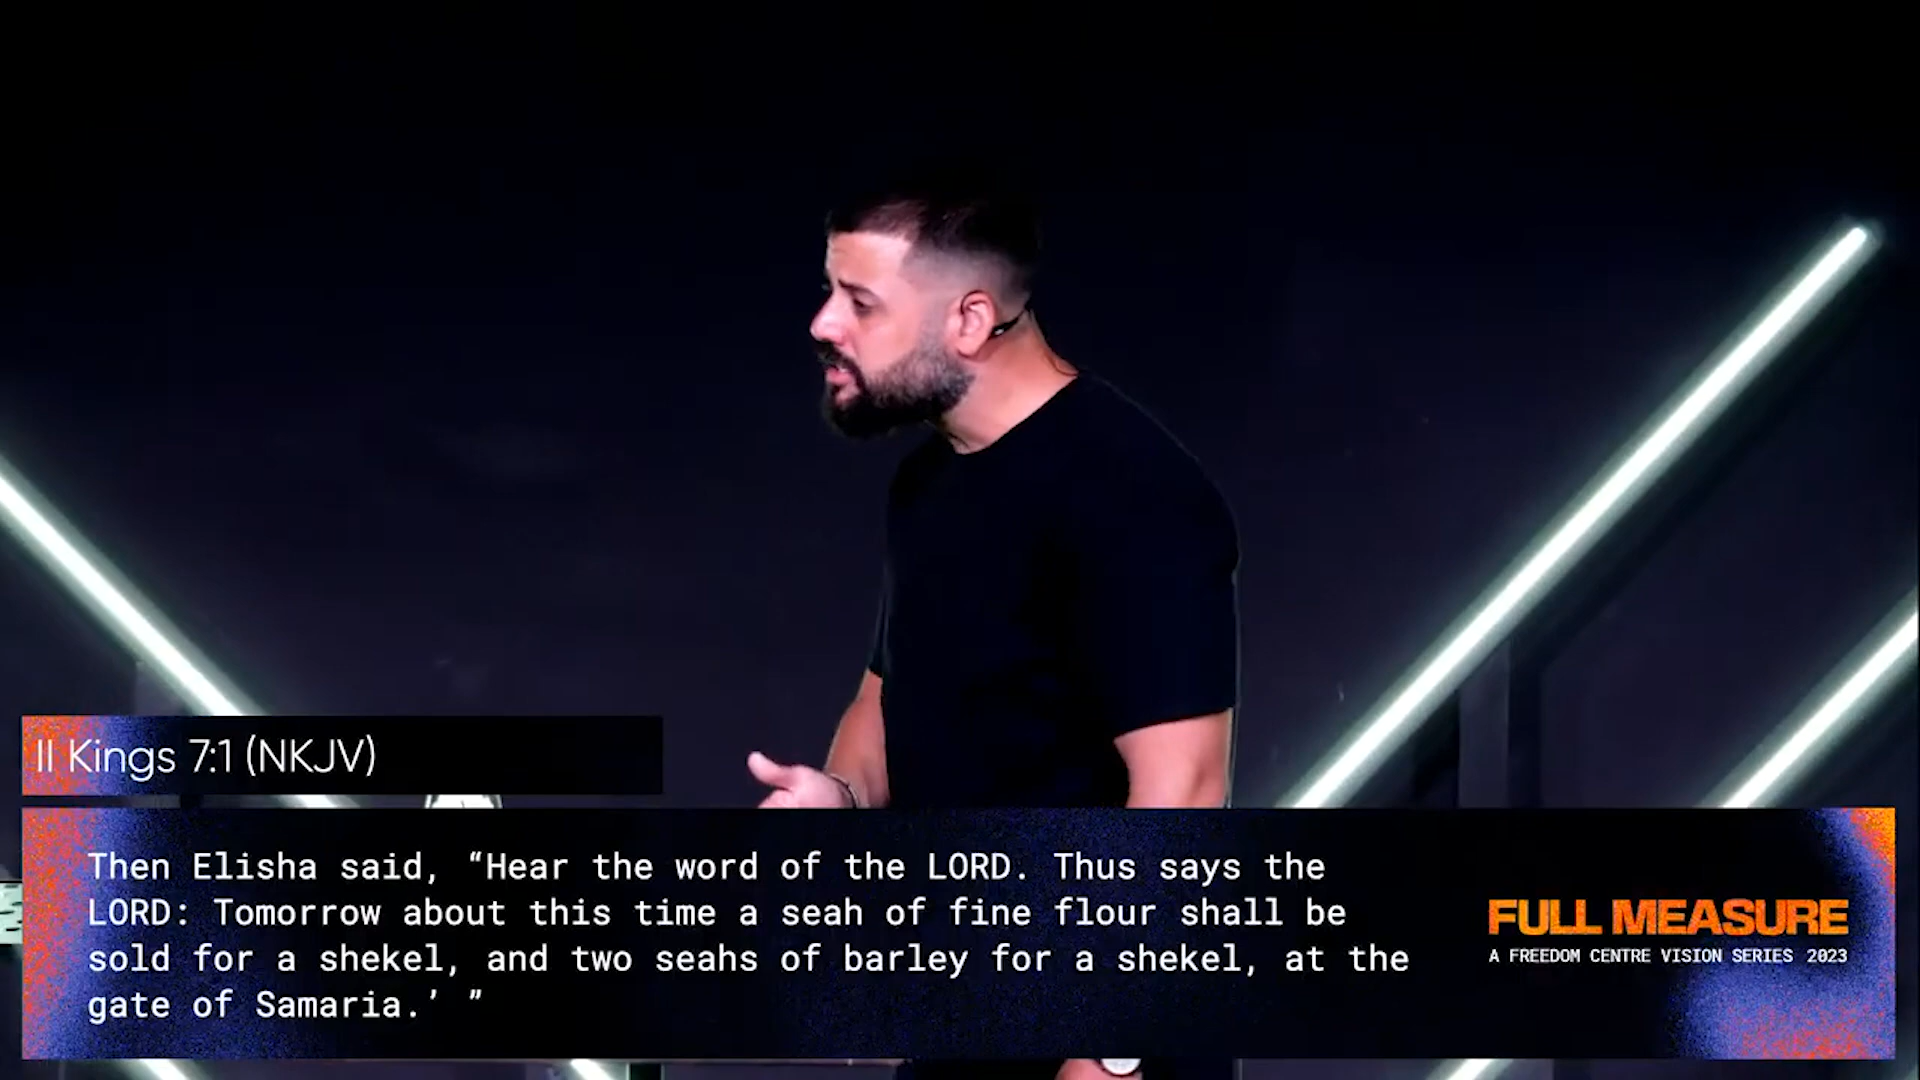 II Kings 7:1 (NKJV)
Then Elisha said, “Hear the word of the LORD. Thus says the
LORD: Tomorrow about this time a seah of fine flour shall be
sold for a shekel, and two seahs of barley for a shekel, at the
gate of Samaria.’ ”
FULL MEASURE
A FREEDOM CENTRE VISION SERIES 2023